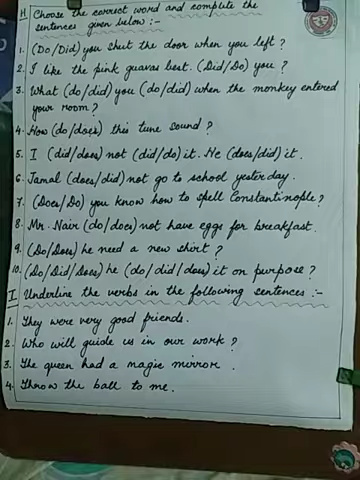 H Choose the correct word and complete the
sentences given below :-
1. (Do/Did) you shut the door when you left ?
2. I like the pink guavas best. (Did/Do) you ?
3. What (do/did) you (do/did) when the monkey entered
your room ?
4. How (do/does) this tune sound ?
5. I (did/does) not (did/do) it. He (does/did) it.
6. Jamal (does/did) not go to school yesterday.
7. (Does/Do) you know how to spell Constantinople ?
8. Mr. Nair (do/does) not have eggs for breakfast.
9. (Do/Does) he need a new shirt ?
10. (Do/Did/Does) he (do/did/does) it on purpose ?
I Underline the verbs in the following sentences :-
1. They were very good friends.
2. Who will guide us in our work ?
3. The queen had a magic mirror .
4. Throw the ball to me .